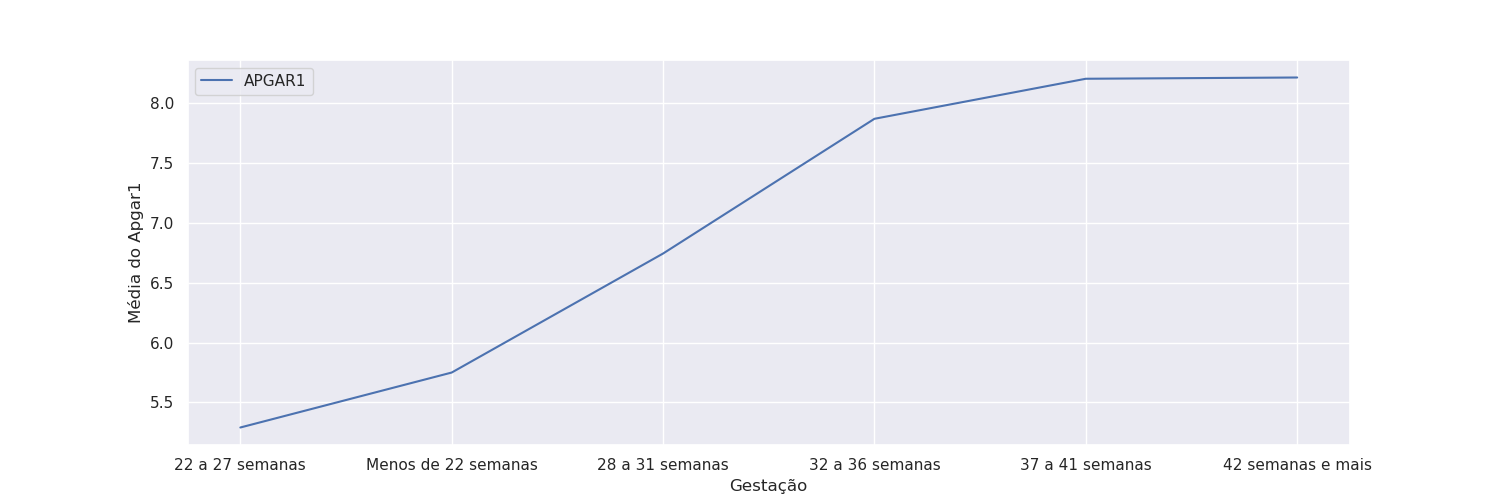 APGAR1
8.0
7.5
7.0
6.5
6.0
5.5
Média do Apgar1
22 a 27 semanas
Menos de 22 semanas
28 a 31 semanas
32 a 36 semanas
37 a 41 semanas
42 semanas e mais
Gestação